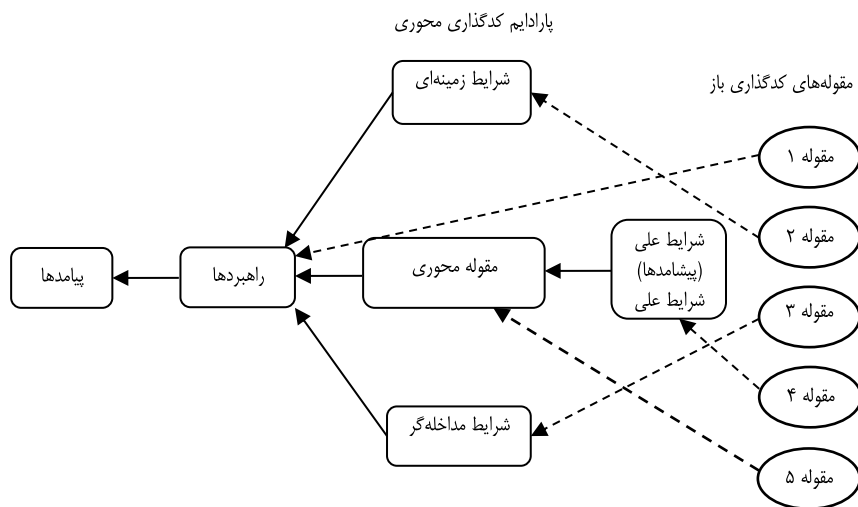 پارادایم کدگذاری محوری
مقوله‌های کدگذاری باز
شرایط زمینه‌ای
مقوله ۱
مقوله ۲
شرایط علی
(پیشامدها)
شرایط علی
مقوله محوری
راهبردها
پیامدها
مقوله ۳
مقوله ۴
شرایط مداخله‌گر
مقوله ۵